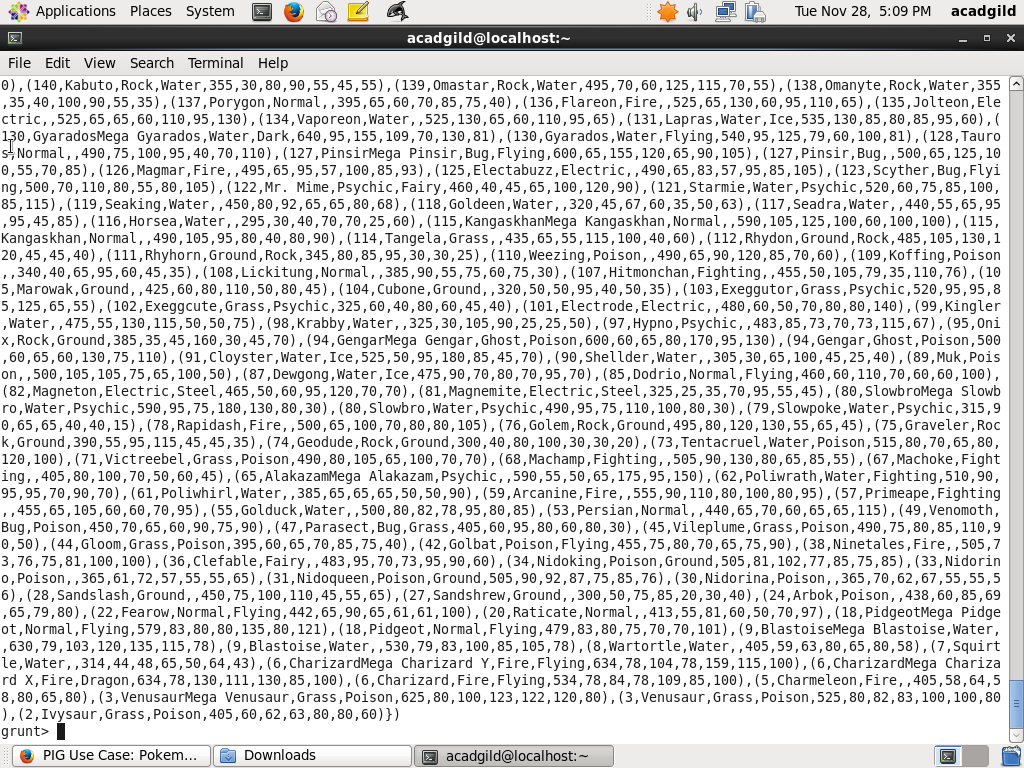 Applications Places System Tue Nov 28, 5:09 PM acadgild
acadgild@localhost:~
File Edit View Search Terminal Help
0),(140,Kabuto,Rock,Water,355,30,80,90,55,45,55),(139,Omastar,Rock,Water,495,70,60,125,115,70,55),(138,Omanyte,Rock,Water,355
,35,40,100,90,55,35),(137,Porygon,Normal,,395,65,60,70,85,75,40),(136,Flareon,Fire,,525,65,130,60,95,110,65),(135,Jolteon,Ele
ctric,,525,65,65,60,110,95,130),(134,Vaporeon,Water,,525,130,65,60,110,95,65),(131,Lapras,Water,Ice,535,130,85,80,85,95,60),(
130,GyaradosMega Gyarados,Water,Dark,640,95,155,109,70,130,81),(130,Gyarados,Water,Flying,540,95,125,79,60,100,81),(128,Tauro
s,Normal,,490,75,100,95,40,70,110),(127,PinsirMega Pinsir,Bug,Flying,600,65,155,120,65,90,105),(127,Pinsir,Bug,,500,65,125,10
0,55,70,85),(126,Magmar,Fire,,495,65,95,57,100,85,93),(125,Electabuzz,Electric,,490,65,83,57,95,85,105),(123,Scyther,Bug,Flyi
ng,500,70,110,80,55,80,105),(122,Mr. Mime,Psychic,Fairy,460,40,45,65,100,120,90),(121,Starmie,Water,Psychic,520,60,75,85,100,
85,115),(119,Seaking,Water,,450,80,92,65,65,80,68),(118,Goldeen,Water,,320,45,67,60,35,50,63),(117,Seadra,Water,,440,55,65,95
,95,45,85),(116,Horsea,Water,,295,30,40,70,70,25,60),(115,KangaskhanMega Kangaskhan,Normal,,590,105,125,100,60,100,100),(115,
Kangaskhan,Normal,,490,105,95,80,40,80,90),(114,Tangela,Grass,,435,65,55,115,100,40,60),(112,Rhydon,Ground,Rock,485,105,130,1
20,45,45,40),(111,Rhyhorn,Ground,Rock,345,80,85,95,30,30,25),(110,Weezing,Poison,,490,65,90,120,85,70,60),(109,Koffing,Poison
,,340,40,65,95,60,45,35),(108,Lickitung,Normal,,385,90,55,75,60,75,30),(107,Hitmonchan,Fighting,,455,50,105,79,35,110,76),(10
5,Marowak,Ground,,425,60,80,110,50,80,45),(104,Cubone,Ground,,320,50,50,95,40,50,35),(103,Exeggutor,Grass,Psychic,520,95,95,8
5,125,65,55),(102,Exeggcute,Grass,Psychic,325,60,40,80,60,45,40),(101,Electrode,Electric,,480,60,50,70,80,80,140),(99,Kingler
,Water,,475,55,130,115,50,50,75),(98,Krabby,Water,,325,30,105,90,25,25,50),(97,Hypno,Psychic,,483,85,73,70,73,115,67),(95,Oni
x,Rock,Ground,385,35,45,160,30,45,70),(94,GengarMega Gengar,Ghost,Poison,600,60,65,80,170,95,130),(94,Gengar,Ghost,Poison,500
,60,65,60,130,75,110),(91,Cloyster,Water,Ice,525,50,95,180,85,45,70),(90,Shellder,Water,,305,30,65,100,45,25,40),(89,Muk,Pois
on,,500,105,105,75,65,100,50),(87,Dewgong,Water,Ice,475,90,70,80,70,95,70),(85,Dodrio,Normal,Flying,460,60,110,70,60,60,100),
(82,Magneton,Electric,Steel,465,50,60,95,120,70,70),(81,Magnemite,Electric,Steel,325,25,35,70,95,55,45),(80,SlowbroMega Slowb
ro,Water,Psychic,590,95,75,180,130,80,30),(80,Slowbro,Water,Psychic,490,95,75,110,100,80,30),(79,Slowpoke,Water,Psychic,315,9
0,65,65,40,40,15),(78,Rapidash,Fire,,500,65,100,70,80,80,105),(76,Golem,Rock,Ground,495,80,120,130,55,65,45),(75,Graveler,Roc
k,Ground,390,55,95,115,45,45,35),(74,Geodude,Rock,Ground,300,40,80,100,30,30,20),(73,Tentacruel,Water,Poison,515,80,70,65,80,
120,100),(71,Victreebel,Grass,Poison,490,80,105,65,100,70,70),(68,Machamp,Fighting,,505,90,130,80,65,85,55),(67,Machoke,Fight
ing,,405,80,100,70,50,60,45),(65,AlakazamMega Alakazam,Psychic,,590,55,50,65,175,95,150),(62,Poliwrath,Water,Fighting,510,90,
95,95,70,90,70),(61,Poliwhirl,Water,,385,65,65,65,50,50,90),(59,Arcanine,Fire,,555,90,110,80,100,80,95),(57,Primeape,Fighting
,,455,65,105,60,60,70,95),(55,Golduck,Water,,500,80,82,78,95,80,85),(53,Persian,Normal,,440,65,70,60,65,65,115),(49,Venomoth,
Bug,Poison,450,70,65,60,90,75,90),(47,Parasect,Bug,Grass,405,60,95,80,60,80,30),(45,Vileplume,Grass,Poison,490,75,80,85,110,9
0,50),(44,Gloom,Grass,Poison,395,60,65,70,85,75,40),(42,Golbat,Poison,Flying,455,75,80,70,65,75,90),(38,Ninetales,Fire,,505,7
3,76,75,81,100,100),(36,Clefable,Fairy,,483,95,70,73,95,90,60),(34,Nidoking,Poison,Ground,505,81,102,77,85,75,85),(33,Nidorin
o,Poison,,365,61,72,57,55,55,65),(31,Nidoqueen,Poison,Ground,505,90,92,87,75,85,76),(30,Nidorina,Poison,,365,70,62,67,55,55,5
6),(28,Sandslash,Ground,,450,75,100,110,45,55,65),(27,Sandshrew,Ground,,300,50,75,85,20,30,40),(24,Arbok,Poison,,438,60,85,69
,65,79,80),(22,Fearow,Normal,Flying,442,65,90,65,61,61,100),(20,Raticate,Normal,,413,55,81,60,50,70,97),(18,PidgeotMega Pidge
ot,Normal,Flying,579,83,80,80,135,80,121),(18,Pidgeot,Normal,Flying,479,83,80,75,70,70,101),(9,BlastoiseMega Blastoise,Water,
,630,79,103,120,135,115,78),(9,Blastoise,Water,,530,79,83,100,85,105,78),(8,Wartortle,Water,,405,59,63,80,65,80,58),(7,Squirt
le,Water,,314,44,48,65,50,64,43),(6,CharizardMega Charizard Y,Fire,Flying,634,78,104,78,159,115,100),(6,CharizardMega Chariza
rd X,Fire,Dragon,634,78,130,111,130,85,100),(6,Charizard,Fire,Flying,534,78,84,78,109,85,100),(5,Charmeleon,Fire,,405,58,64,5
8,80,65,80),(3,VenusaurMega Venusaur,Grass,Poison,625,80,100,123,122,120,80),(3,Venusaur,Grass,Poison,525,80,82,83,100,100,80
),(2,Ivysaur,Grass,Poison,405,60,62,63,80,80,60)})
grunt>
PIG Use Case: Pokem... Downloads acadgild@localhost:~